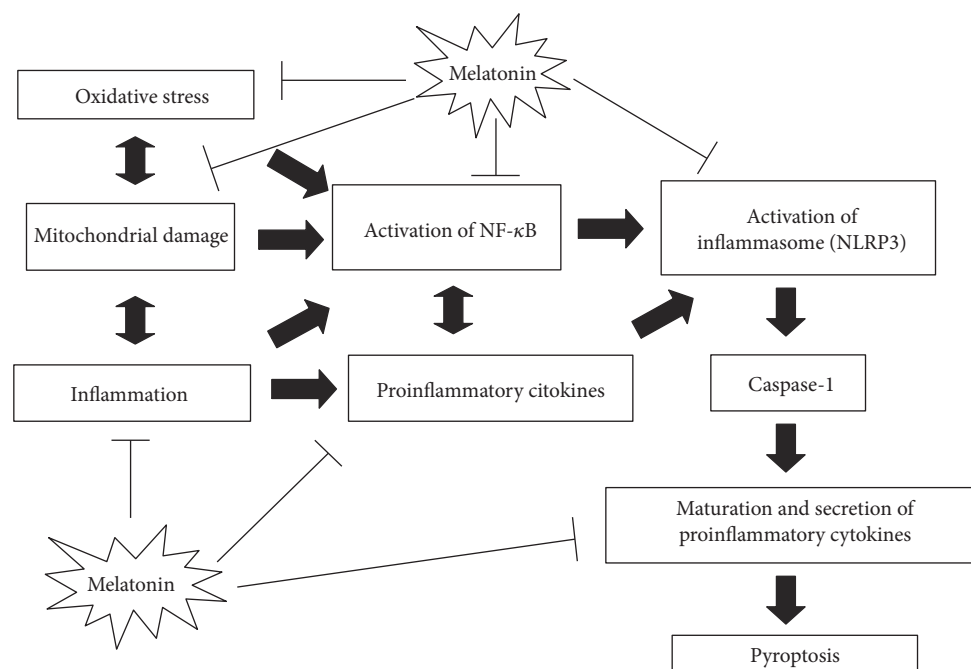 Melatonin
Oxidative stress
Mitochondrial damage
Activation of NF-κB
Activation of
inflammasome (NLRP3)
Inflammation
Proinflammatory citokines
Caspase-1
Maturation and secretion of
proinflammatory cytokines
Melatonin
Pyroptosis